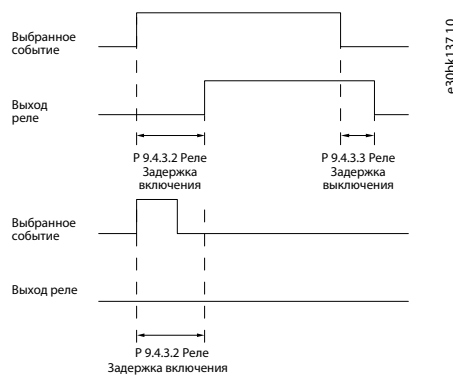 Выбранное
событие
e30bk137.10
Выход
реле
P 9.4.3.2 Реле
Задержка
включения
P 9.4.3.3 Реле
Задержка
выключения
Выбранное
событие
Выход реле
P 9.4.3.2 Реле
Задержка включения